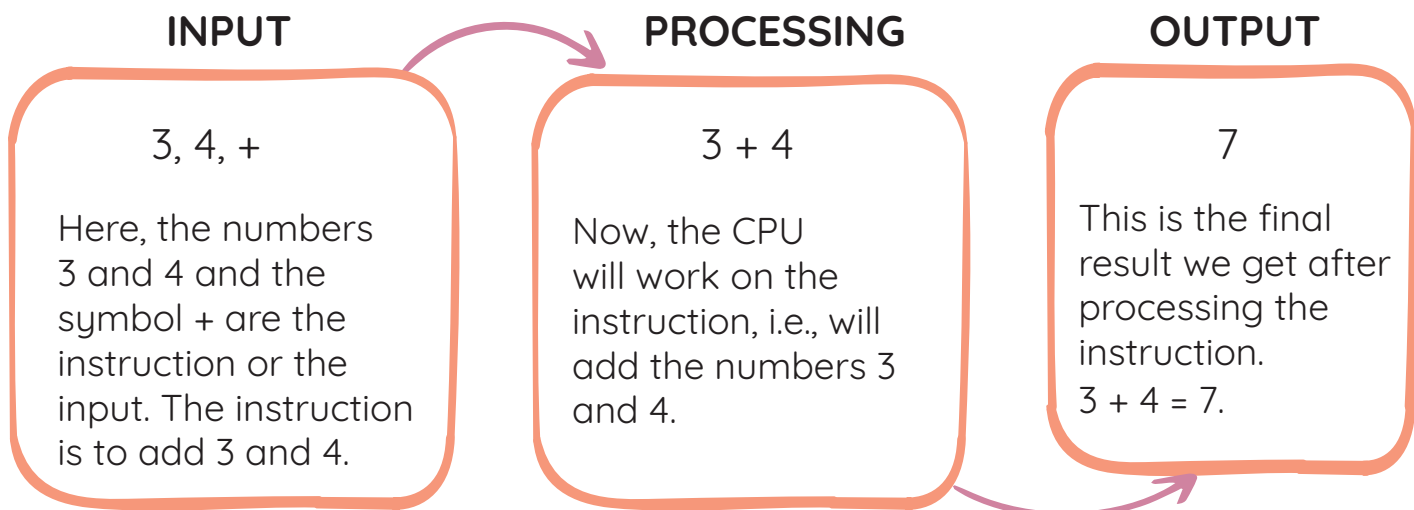 INPUT
3, 4, +
Here, the numbers
3 and 4 and the
symbol + are the
instruction or the
input. The instruction
is to add 3 and 4.
PROCESSING
3 + 4
Now, the CPU
will work on the
instruction, i.e., will
add the numbers 3
and 4.
OUTPUT
7
This is the final
result we get after
processing the
instruction.
3 + 4 = 7.